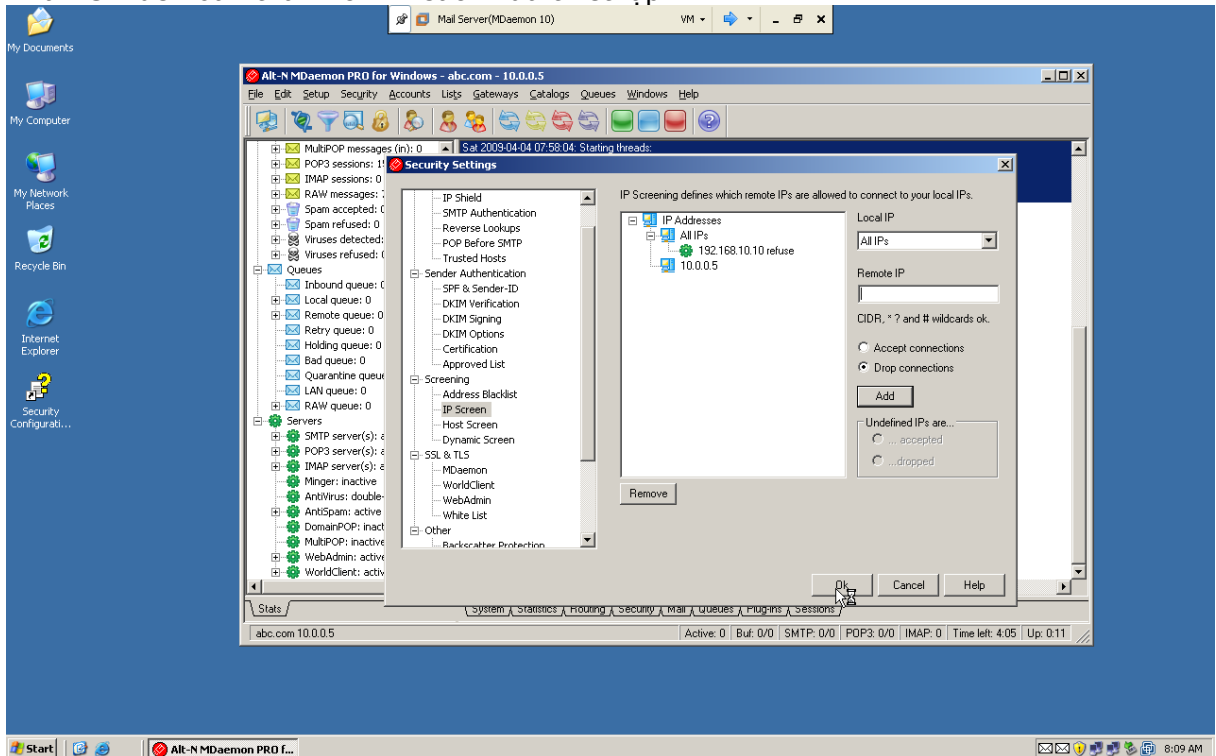 Mail Server(MDaemon 10)
VM
My Documents
My Computer
My Network
Places
Recycle Bin
Internet
Explorer
Security
Configurati...
Alt-N MDaemon PRO for Windows - abc.com - 10.0.0.5
File Edit Setup Security Accounts Lists Gateways Catalogs Queues Windows Help
MultiPOP messages (in): 0
POP3 sessions:
IMAP sessions: 0
RAW messages:
Spam accepted:
Spam refused: 0
Viruses detected:
Viruses refused:
Queues
Inbound queue:
Local queue: 0
Remote queue: 0
Retry queue: 0
Holding queue: 0
Bad queue: 0
Quarantine queue
LAN queue: 0
RAW queue: 0
Servers
SMTP server(s): a
POP3 server(s): a
IMAP server(s): a
Minger: inactive
AntiVirus: double-
AntiSpam: active
DomainPOP: inact
MultiPOP: inactive
WebAdmin: active
WorldClient: activ
Sat 2009-04-04 07:58:04: Starting threads:
Security Settings
IP Shield
SMTP Authentication
Reverse Lookups
POP Before SMTP
Trusted Hosts
Sender Authentication
SPF & Sender-ID
DKIM Verification
DKIM Signing
DKIM Options
Certification
Approved List
Screening
Address Blacklist
IP Screen
Host Screen
Dynamic Screen
SSL & TLS
MDaemon
WorldClient
WebAdmin
White List
Other
Backscatter Protection
IP Screening defines which remote IPs are allowed to connect to your local IPs.
IP Addresses
All IPs
192.168.10.10 refuse
10.0.0.5
Remove
Local IP
All IPs
Remote IP
CIDR, * ? and # wildcards ok.
Accept connections
Drop connections
Add
Undefined IPs are...
... accepted
...dropped
Ok Cancel Help
Stats
System Statistics Routing Security Mail Queues Plug-ins Sessions
abc.com 10.0.0.5
Active: 0 Buf: 0/0 SMTP: 0/0 POP3: 0/0 IMAP: 0 Time left: 4:05 Up: 0:11
Start
Alt-N MDaemon PRO f...
8:09 AM